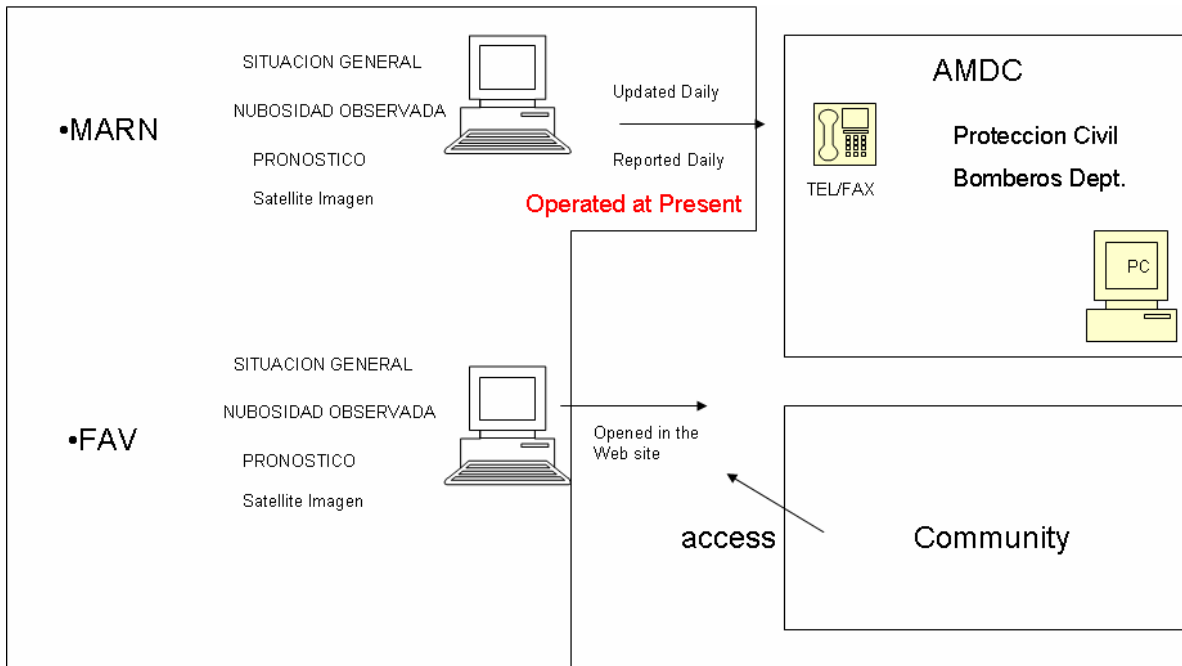 •MARN
SITUACION GENERAL
NUBOSIDAD OBSERVADA
PRONOSTICO
Satellite Imagen
Updated Daily
Reported Daily
Operated at Present
AMDC
TEL/FAX
Proteccion Civil
Bomberos Dept.
PC
•FAV
SITUACION GENERAL
NUBOSIDAD OBSERVADA
PRONOSTICO
Satellite Imagen
Opened in the
Web site
access
Community